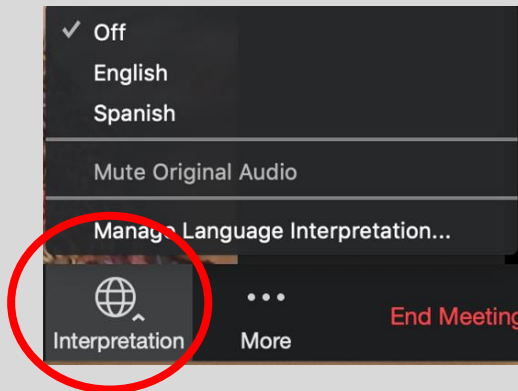 Off
English
Spanish
Mute Original Audio
Manage Language Interpretation...
Interpretation
More
End Meeting